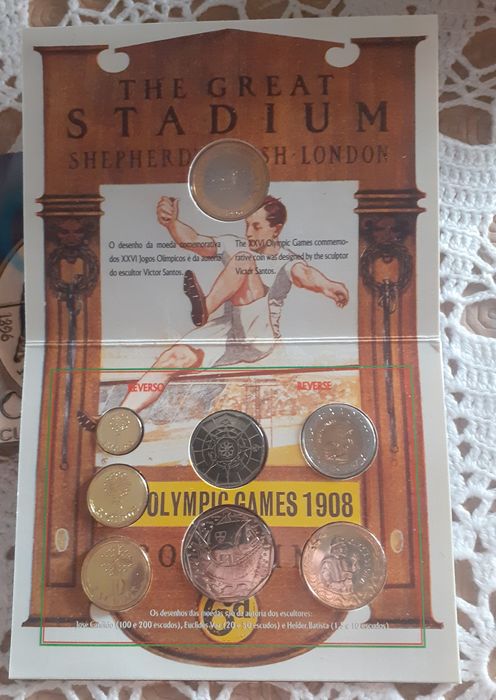 THE GREAT
STADIUM
SHEPHERD SH · LONDON
O desenho da moeda comemorativa
dos XXVI Jogos Olímpicos é da autoria
do escultor Victor Santos.
The XXVI Olympic Games commemo-
rative coin was designed by the sculptor
Victor Santos.
1996
REVERSO
REVERSE
OLYMPIC GAMES 1908
10
Os desenhos das moedas são da autoria dos escultores:
José Cândido (100 e 200 escudos), Euclides Vaz (20 e 50 escudos) e Helder Batista (1, 5 e 10 escudos)